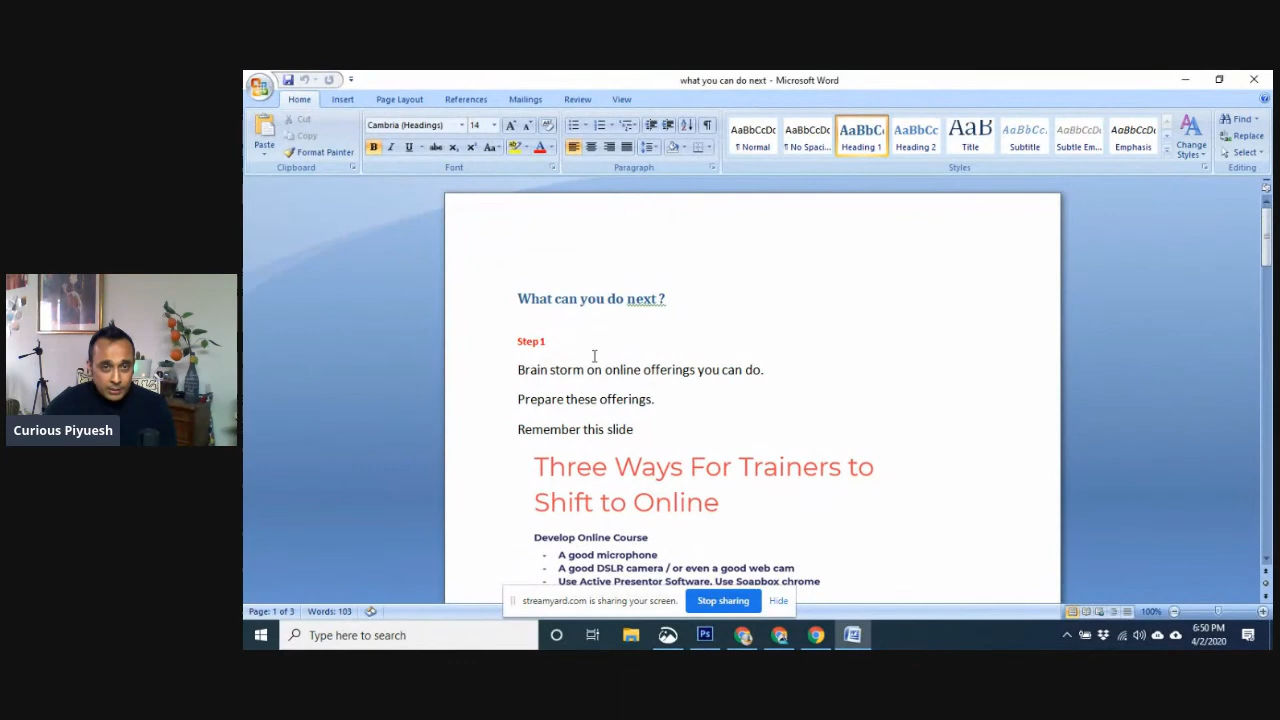 what you can do next - Microsoft Word
Home Insert Page Layout References Mailings Review View
Paste
Cut
Copy
Format Painter
Clipboard
Cambria (Headings) 14
Font
Paragraph
AaBbCcDc AaBbCcDc AaBbCc AaBbCc AaB AaBbCc. AaBbCcDc AaBbCcDc
¶ Normal ¶ No Spaci... Heading 1 Heading 2 Title Subtitle Subtle Em... Emphasis
Change Styles
Styles
Find
Replace
Select
Editing
What can you do next ?
Step1
Brain storm on online offerings you can do.
Prepare these offerings.
Remember this slide
Three Ways For Trainers to
Shift to Online
Develop Online Course
- A good microphone
- A good DSLR camera / or even a good web cam
- Use Active Presentor Software. Use Soapbox chrome
streamyard.com is sharing your screen. Stop sharing Hide
Curious Piyuesh
Page: 1 of 3 Words: 103 100%
Type here to search
6:50 PM
4/2/2020